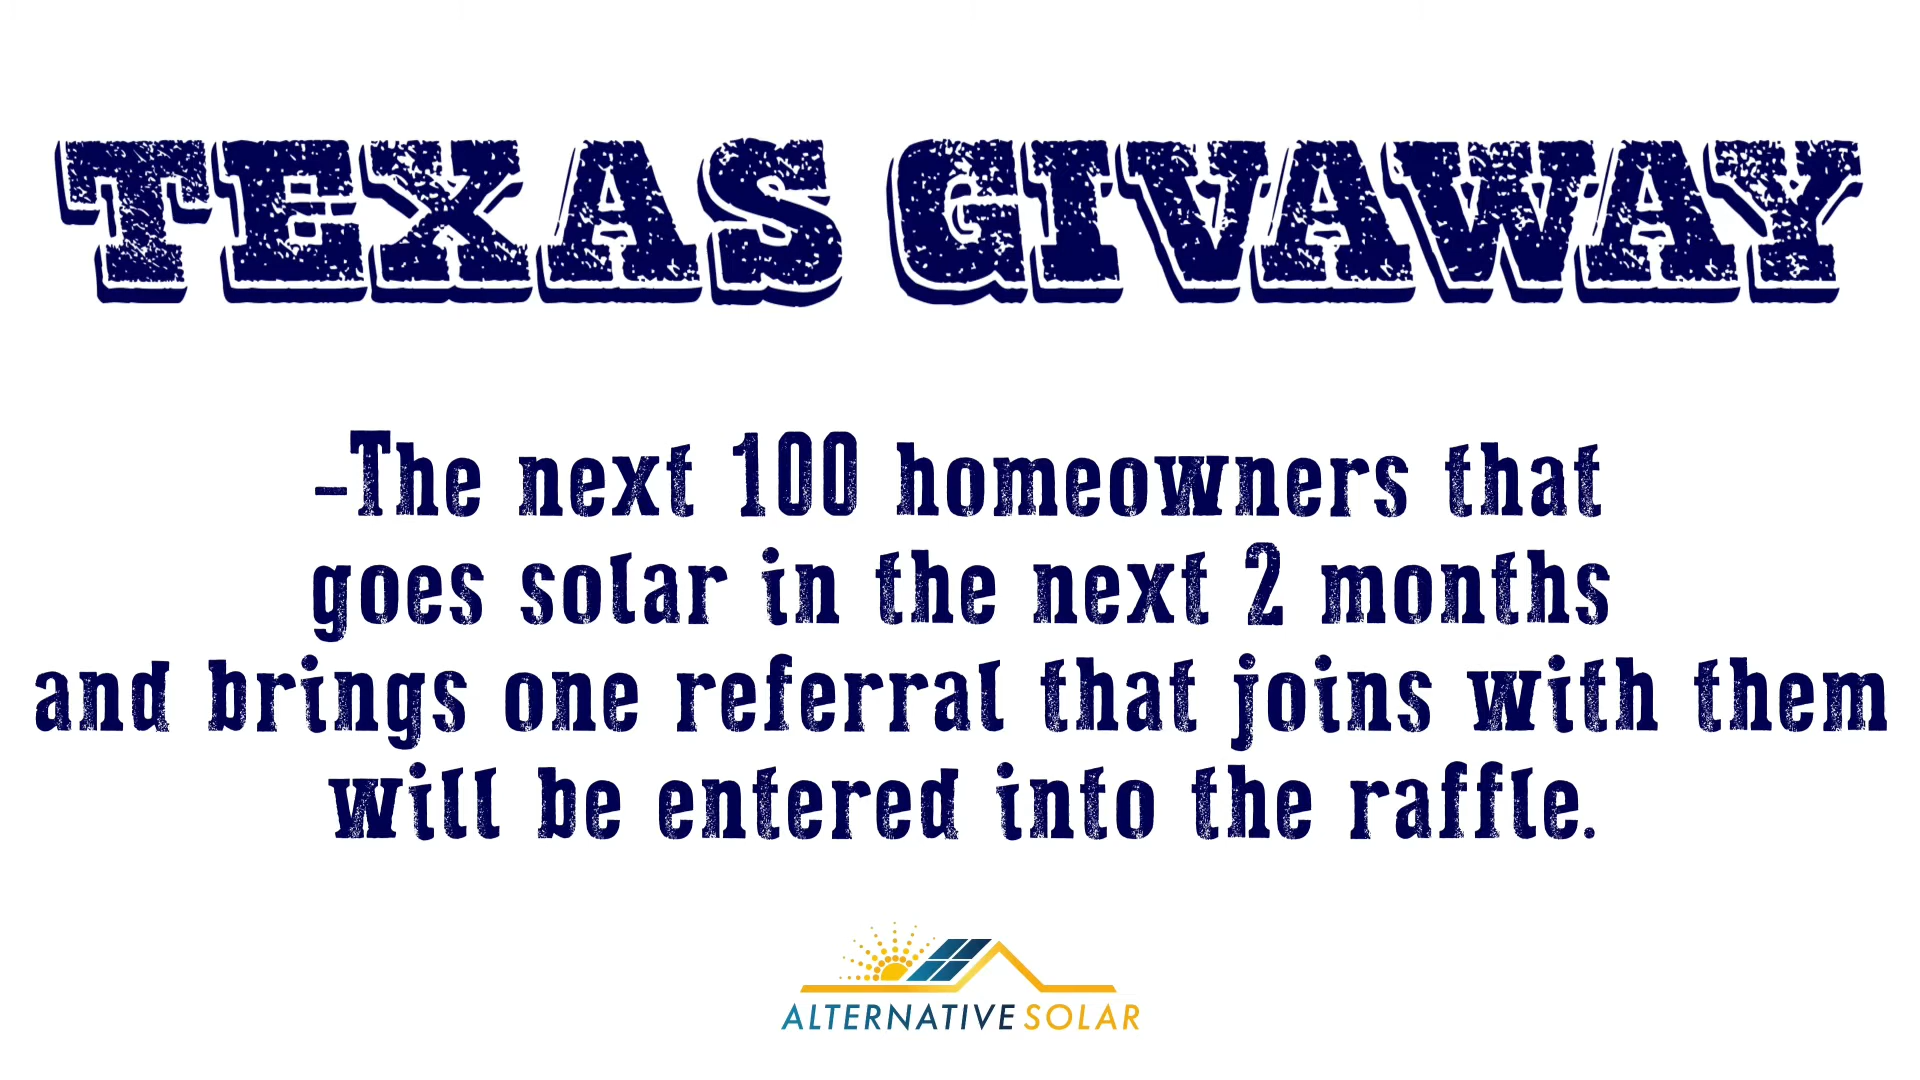 TEXAS GIVAWAY
-The next 100 homeowners that
goes solar in the next 2 months
and brings one referral that joins with them
will be entered into the raffle.
ALTERNATIVE SOLAR